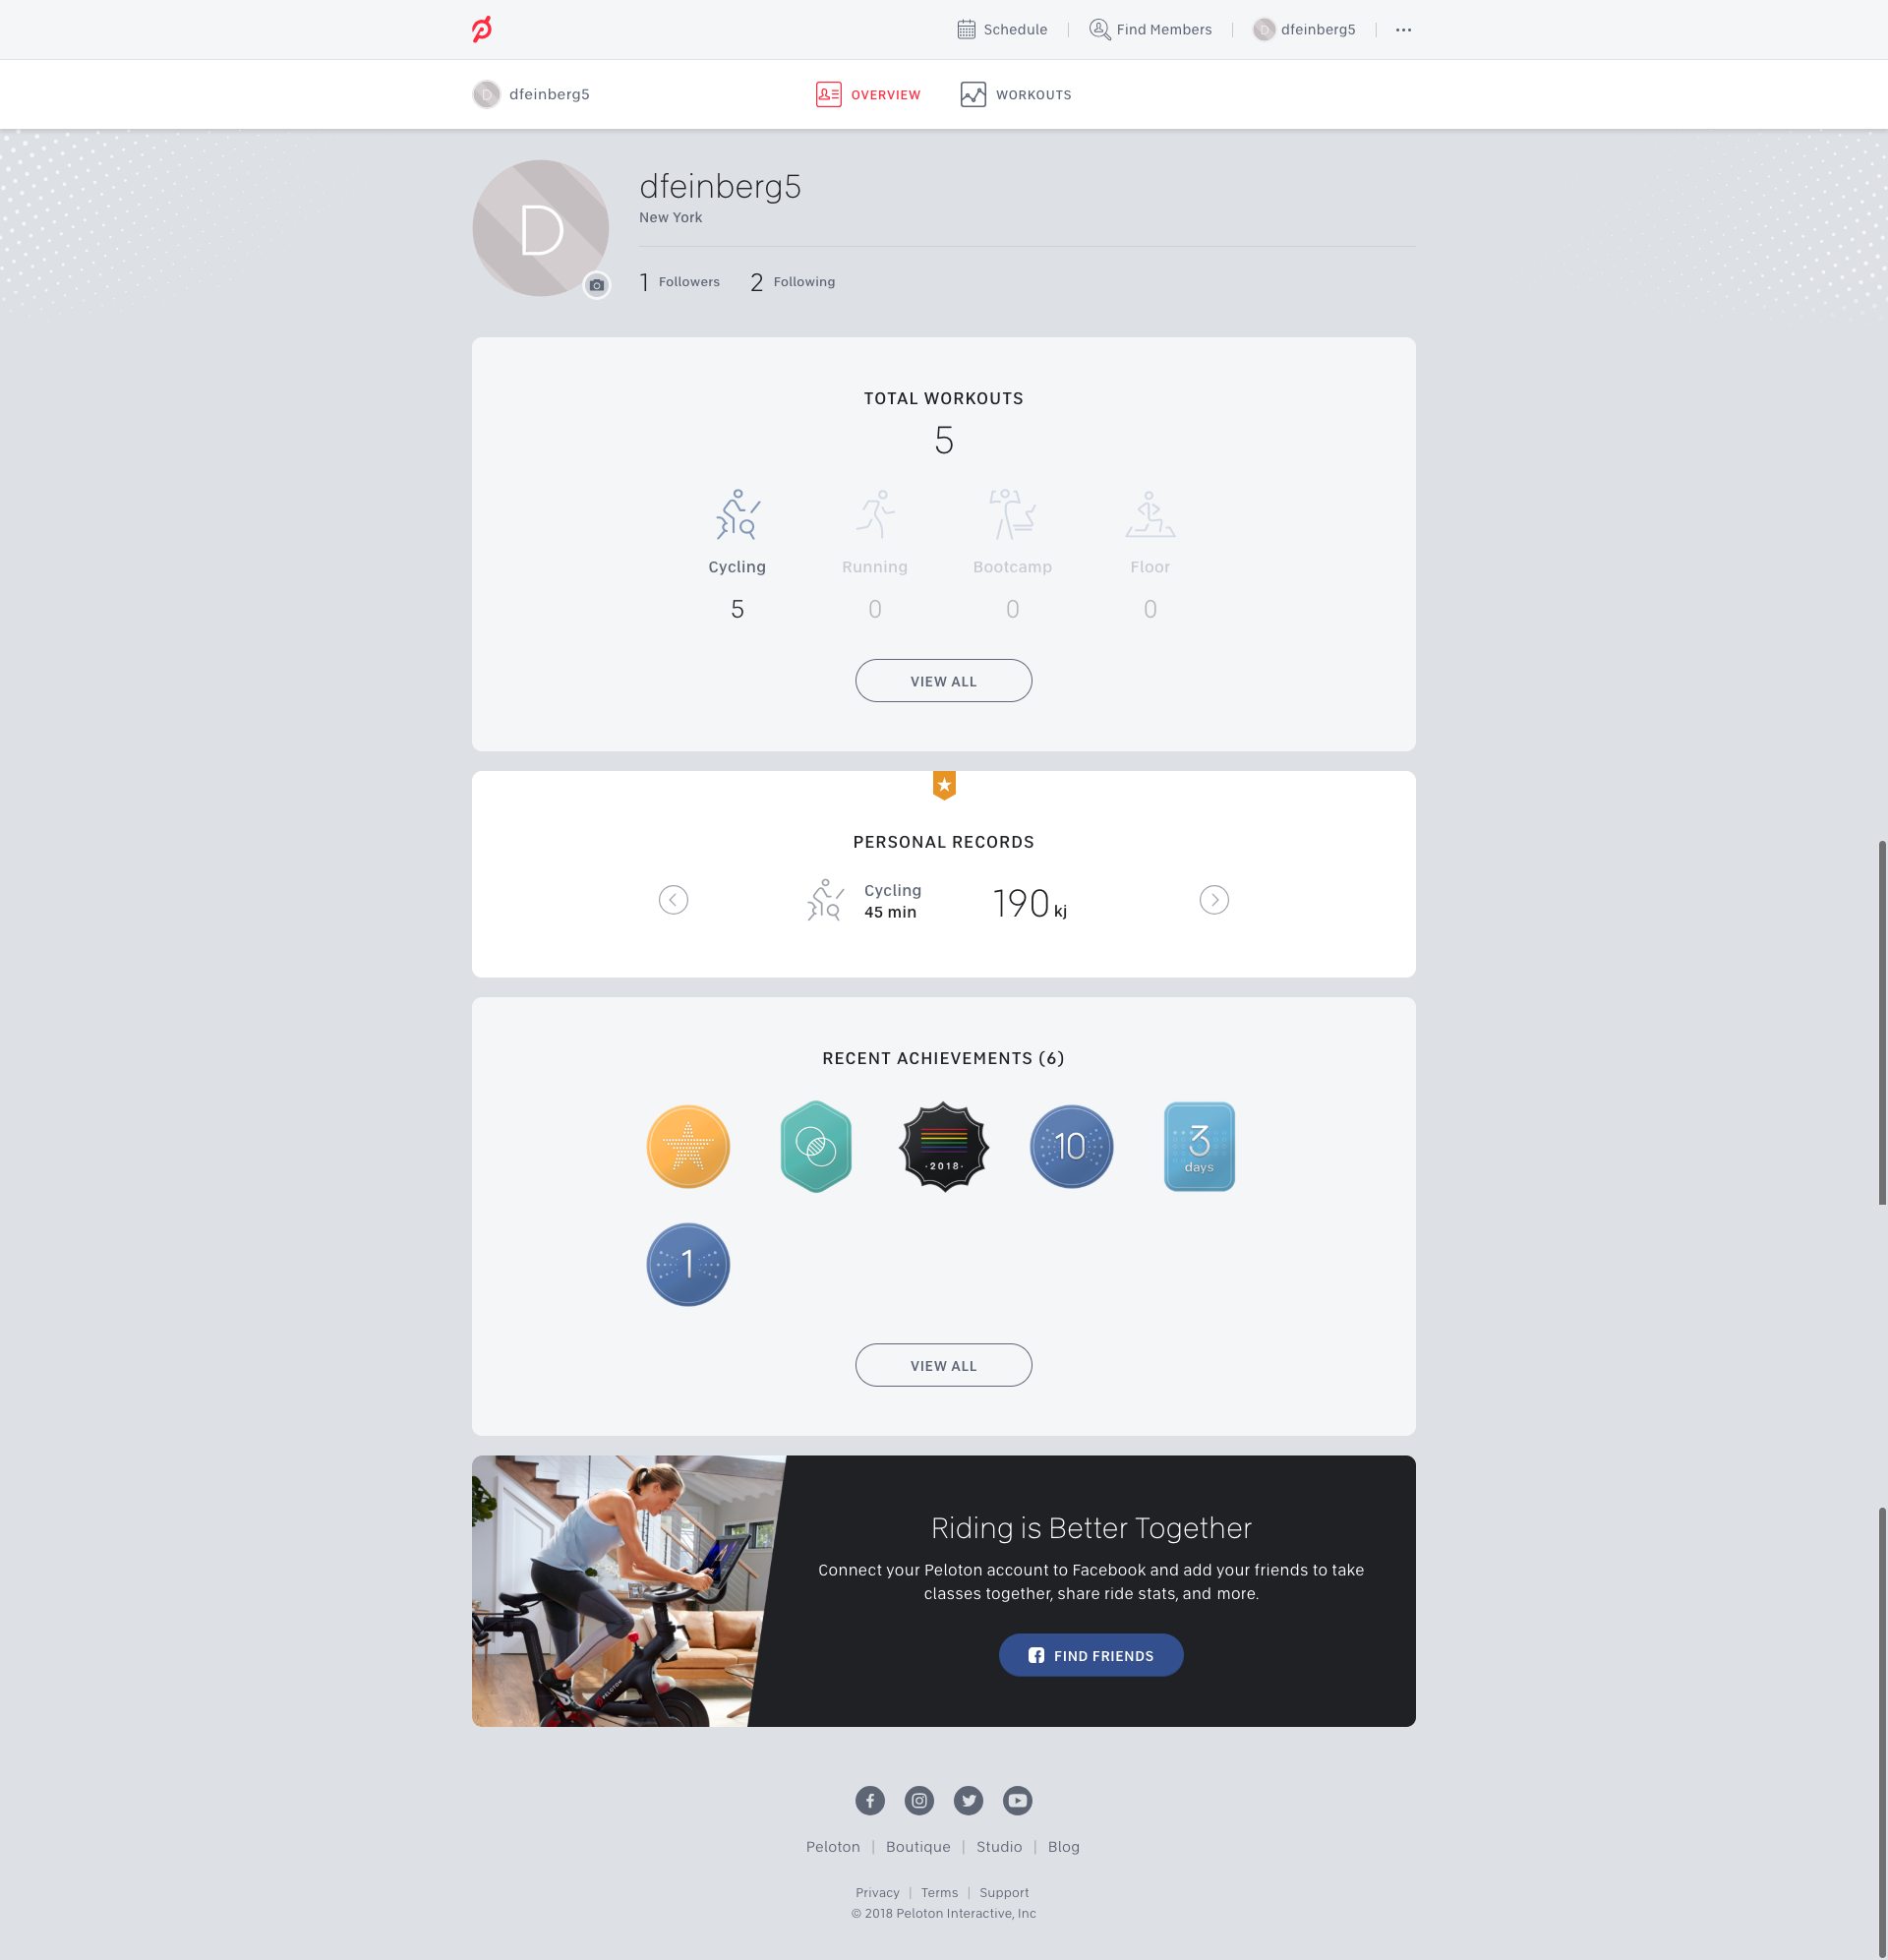 Schedule
Find Members
D
dfeinberg5
D
dfeinberg5
OVERVIEW
WORKOUTS
D
dfeinberg5
New York
1 Followers
2 Following
TOTAL WORKOUTS
5
Cycling
Running
Bootcamp
Floor
5
0
0
0
VIEW ALL
PERSONAL RECORDS
Cycling
45 min
190 kj
RECENT ACHIEVEMENTS (6)
·2018·
10
3
days
1
VIEW ALL
PELOTON
Riding is Better Together
Connect your Peloton account to Facebook and add your friends to take
classes together, share ride stats, and more.
FIND FRIENDS
Peloton | Boutique | Studio | Blog
Privacy | Terms | Support
© 2018 Peloton Interactive, Inc